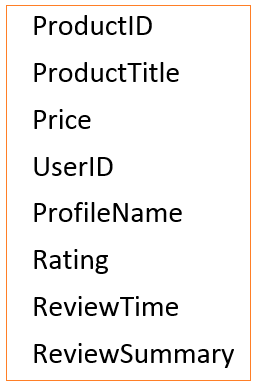 ProductID
ProductTitle
Price
UserID
ProfileName
Rating
ReviewTime
ReviewSummary